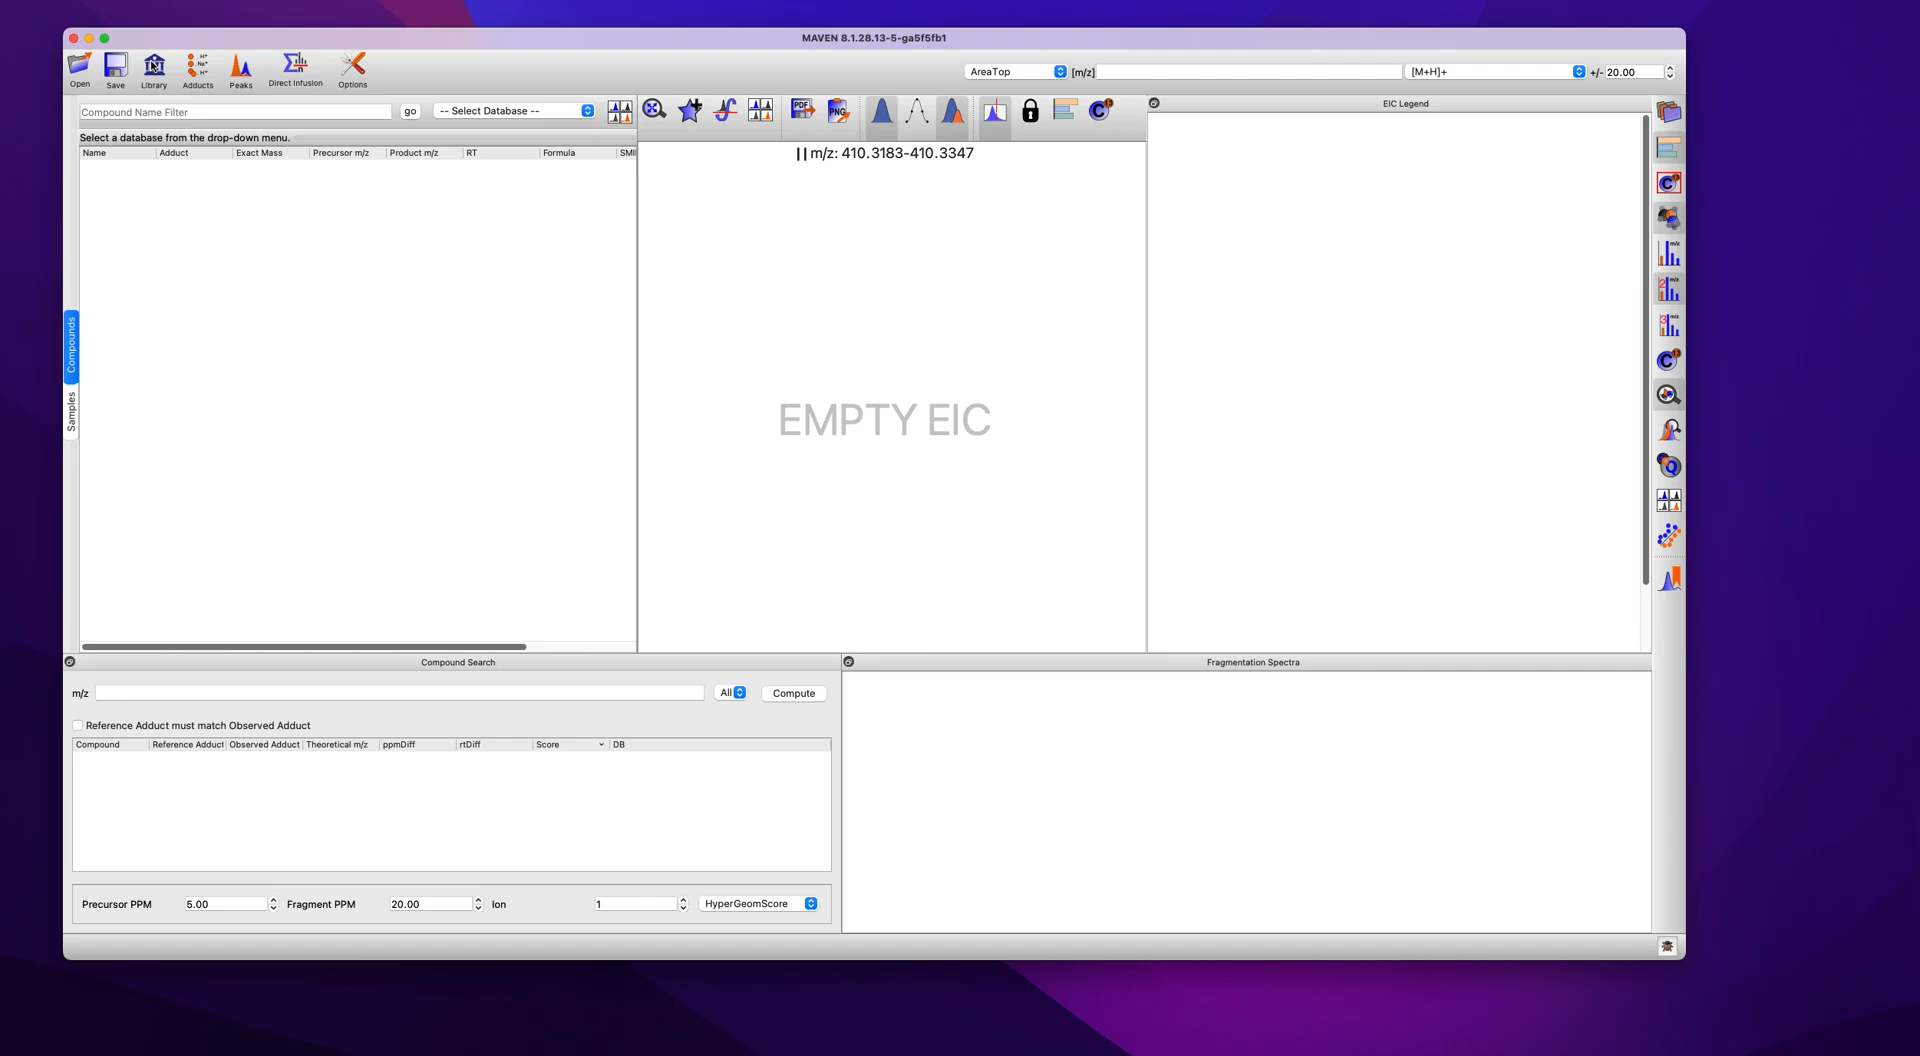 MAVEN 8.1.28.13-5-ga5f5fb1
Open Save Library Adducts Peaks Direct Infusion Options
AreaTop [m/z] [M+H]+ +/- 20.00
Compound Name Filter go -- Select Database --
Select a database from the drop-down menu.
Name Adduct Exact Mass Precursor m/z Product m/z RT Formula SMI
Compounds
Samples
PDF PNG
|| m/z: 410.3183-410.3347
EMPTY EIC
EIC Legend
Compound Search
m/z All Compute
Reference Adduct must match Observed Adduct
Compound Reference Adduct Observed Adduct Theoretical m/z ppmDiff rtDiff Score DB
Precursor PPM 5.00 Fragment PPM 20.00 Ion 1 HyperGeomScore
Fragmentation Spectra